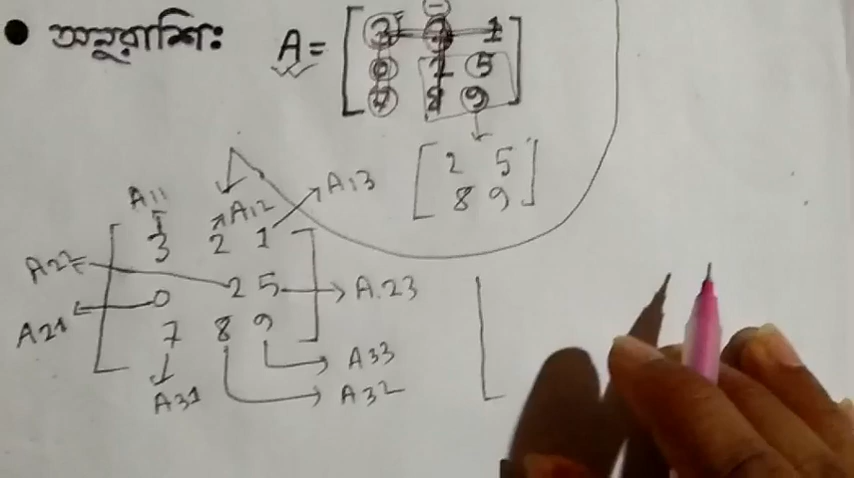 ● অনুরাশিঃ A = [3 2 1
0 2 5
7 8 9]
[2 5
8 9]
A11 A12 A13
[3 2 1
A22 2 5 → A.23
A21 0
7 8 9]
A33
A31 A32